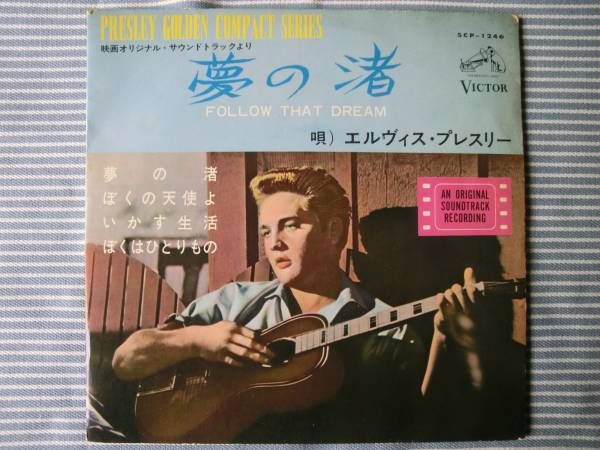 PRESLEY GOLDEN COMPACT SERIES
SCP-1246
映画オリジナル・サウンドトラックより
夢の渚
FOLLOW THAT DREAM
VICTOR
唄）エルヴィス・プレスリー
夢の渚
ぼくの天使よ
いかす生活
ぼくはひとりもの
AN ORIGINAL
SOUNDTRACK
RECORDING